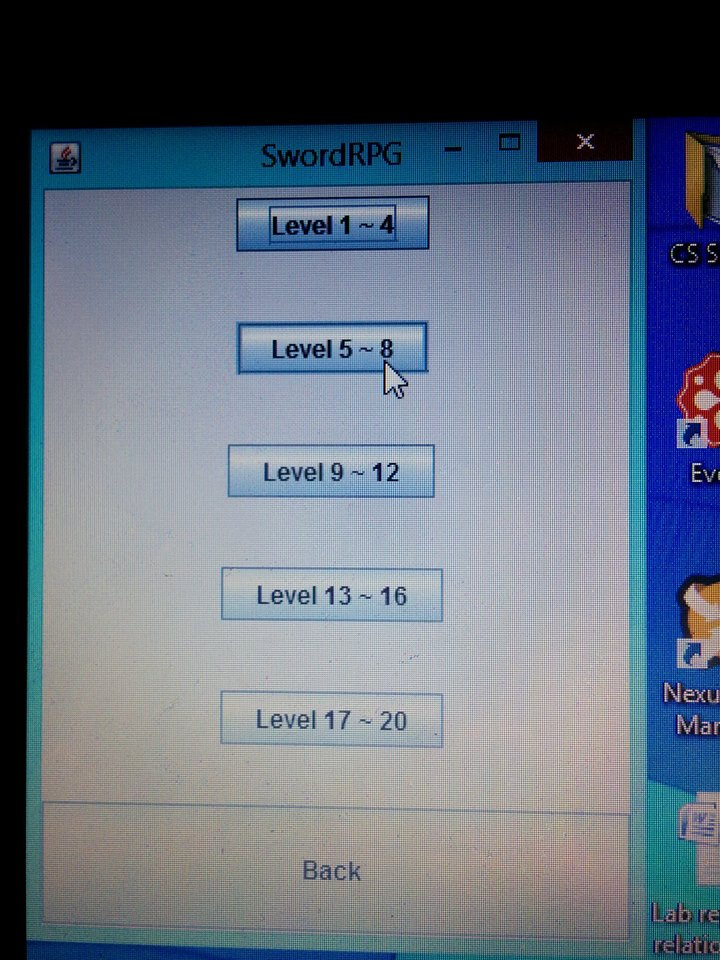 SwordRPG
Level 1 ~ 4
Level 5 ~ 8
Level 9 ~ 12
Level 13 ~ 16
Level 17 ~ 20
Back
CS S
Eve
Nexu
Mar
Lab re
relatio